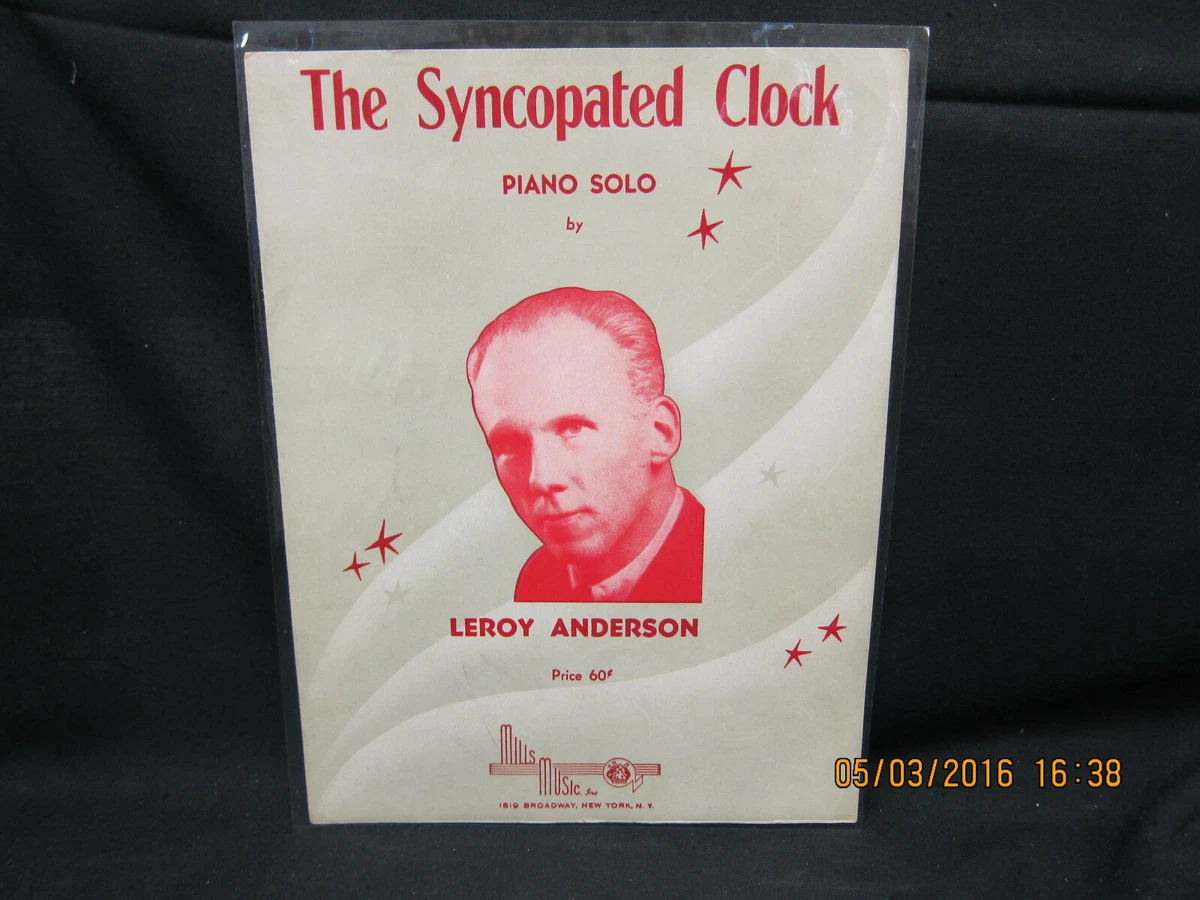 The Syncopated Clock
PIANO SOLO
by
LEROY ANDERSON
Price 60¢
MILLS
MUSIC, Inc
1619 BROADWAY, NEW YORK, N. Y.
05/03/2016 16:38